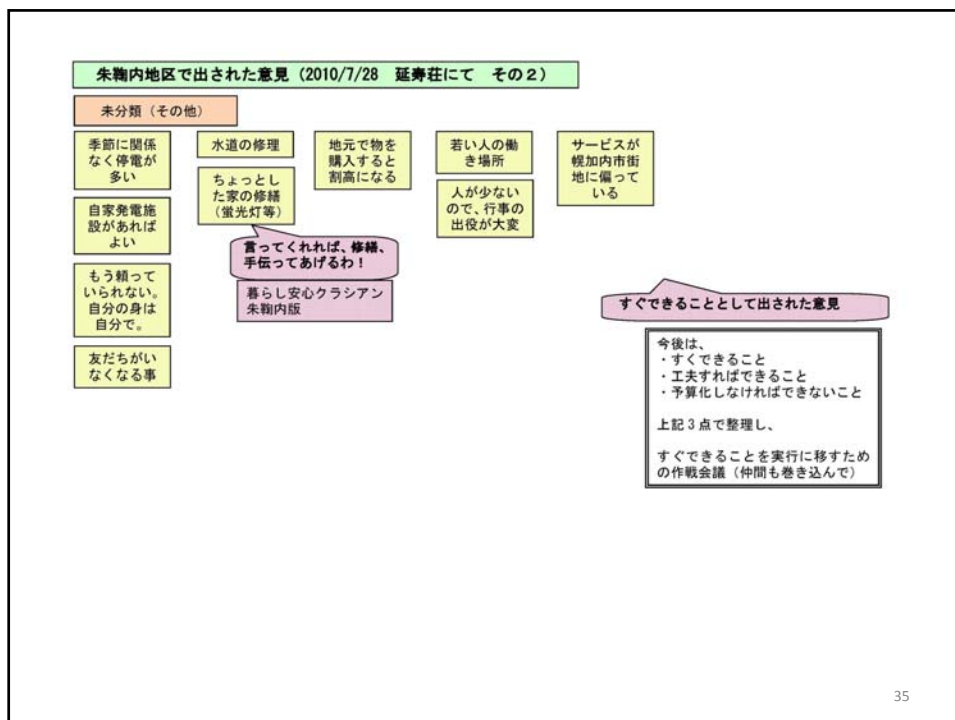 朱鞠内地区で出された意見（2010/7/28　延寿荘にて　その２）
未分類（その他）
季節に関係
なく停電が
多い
自家発電施
設があれば
よい
もう頼って
いられない。
自分の身は
自分で。
友だちがい
なくなる事
水道の修理
ちょっとし
た家の修繕
（蛍光灯等）
言ってくれれば、修繕、
手伝ってあげるわ！
暮らし安心クラシアン
朱鞠内版
地元で物を
購入すると
割高になる
若い人の働
き場所
人が少ない
ので、行事の
出役が大変
サービスが
幌加内市街
地に偏って
いる
すぐできることとして出された意見
今後は、
・すくできること
・工夫すればできること
・予算化しなければできないこと
上記３点で整理し、
すぐできることを実行に移すため
の作戦会議（仲間も巻き込んで）
35